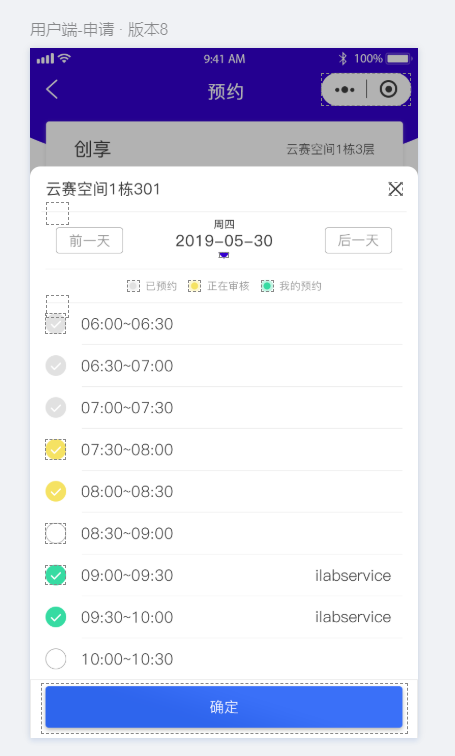 用户端-申请 · 版本8
9:41 AM 100%
预约
创享 云赛空间1栋3层
云赛空间1栋301
周四
前一天 2019-05-30 后一天
已预约 正在审核 我的预约
06:00~06:30
06:30~07:00
07:00~07:30
07:30~08:00
08:00~08:30
08:30~09:00
09:00~09:30 ilabservice
09:30~10:00 ilabservice
10:00~10:30
确定